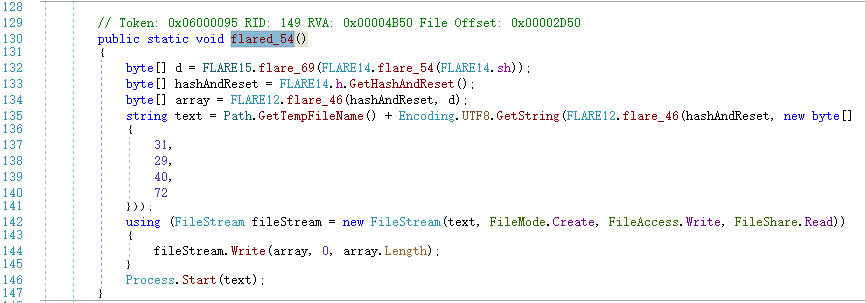 128
129 // Token: 0x06000095 RID: 149 RVA: 0x00004B50 File Offset: 0x00002D50
130 public static void flared_54()
131 {
132 byte[] d = FLARE15.flare_69(FLARE14.flare_54(FLARE14.sh));
133 byte[] hashAndReset = FLARE14.h.GetHashAndReset();
134 byte[] array = FLARE12.flare_46(hashAndReset, d);
135 string text = Path.GetTempFileName() + Encoding.UTF8.GetString(FLARE12.flare_46(hashAndReset, new byte[]
136 {
137 31,
138 29,
139 40,
140 72
141 }));
142 using (FileStream fileStream = new FileStream(text, FileMode.Create, FileAccess.Write, FileShare.Read))
143 {
144 fileStream.Write(array, 0, array.Length);
145 }
146 Process.Start(text);
147 }